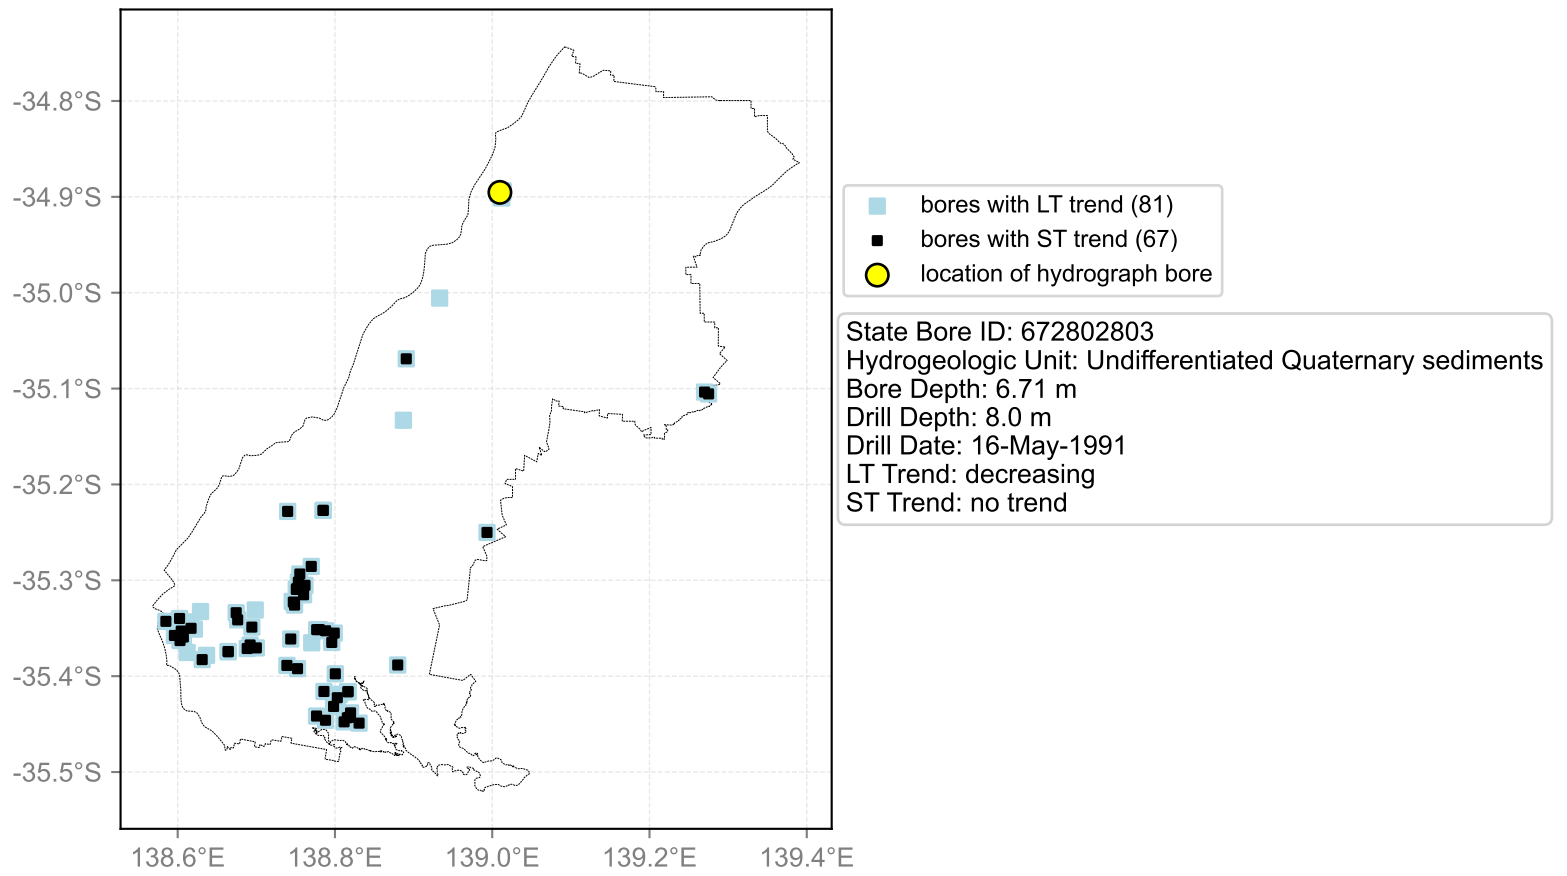 -34.8°S
-34.9°S
-35.0°S
-35.1°S
-35.2°S
-35.3°S
-35.4°S
-35.5°S
138.6°E
138.8°E
139.0°E
139.2°E
139.4°E
bores with LT trend (81)
bores with ST trend (67)
location of hydrograph bore
State Bore ID: 672802803
Hydrogeologic Unit: Undifferentiated Quaternary sediments
Bore Depth: 6.71 m
Drill Depth: 8.0 m
Drill Date: 16-May-1991
LT Trend: decreasing
ST Trend: no trend